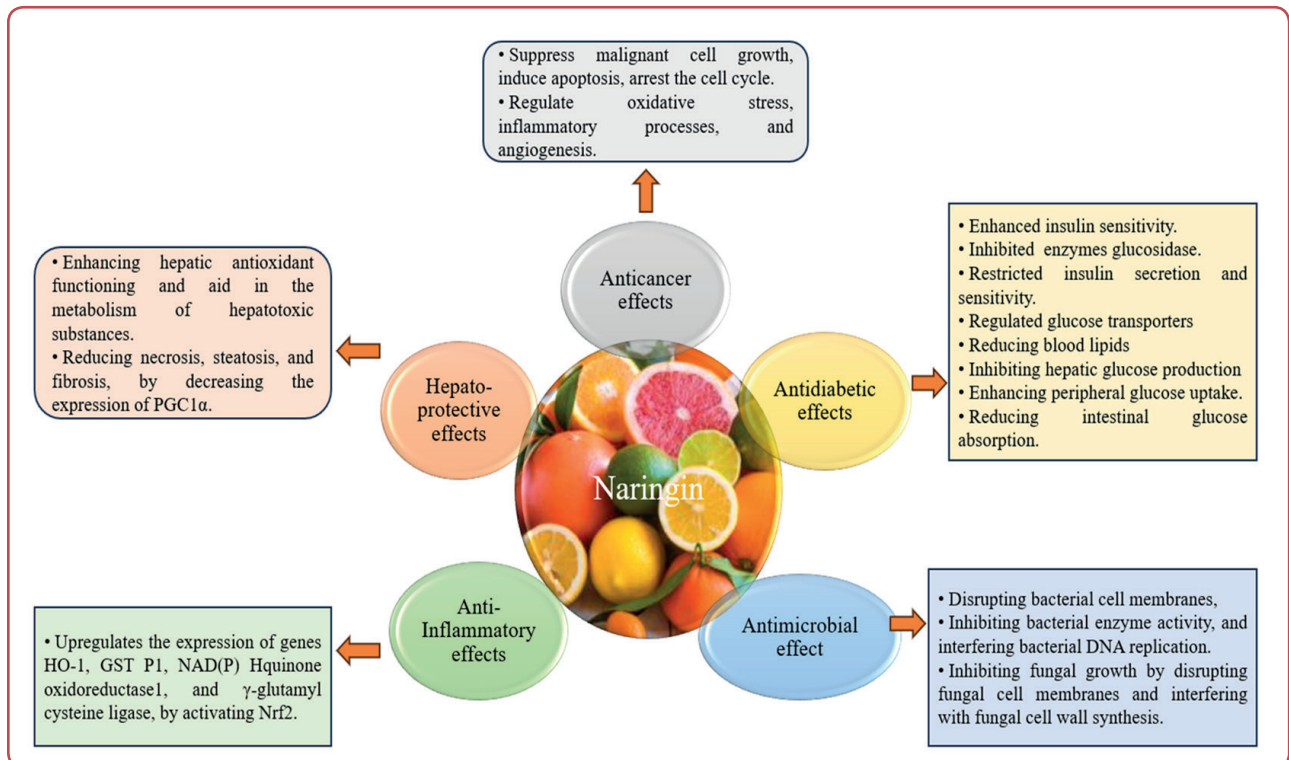 • Suppress malignant cell growth,
induce apoptosis, arrest the cell cycle.
• Regulate oxidative stress,
inflammatory processes, and
angiogenesis.
Anticancer
effects
• Enhancing hepatic antioxidant
functioning and aid in the
metabolism of hepatotoxic
substances.
• Reducing necrosis, steatosis, and
fibrosis, by decreasing the
expression of PGC1α.
Hepato-
protective
effects
• Enhanced insulin sensitivity.
• Inhibited enzymes glucosidase.
• Restricted insulin secretion and
sensitivity.
• Regulated glucose transporters
• Reducing blood lipids
• Inhibiting hepatic glucose production
• Enhancing peripheral glucose uptake.
• Reducing intestinal glucose
absorption.
Antidiabetic
effects
Naringin
• Upregulates the expression of genes
HO-1, GST P1, NAD(P) Hquinone
oxidoreductase1, and γ-glutamyl
cysteine ligase, by activating Nrf2.
Anti-
Inflammatory
effects
Antimicrobial
effect
• Disrupting bacterial cell membranes,
• Inhibiting bacterial enzyme activity, and
interfering bacterial DNA replication.
• Inhibiting fungal growth by disrupting
fungal cell membranes and interfering
with fungal cell wall synthesis.